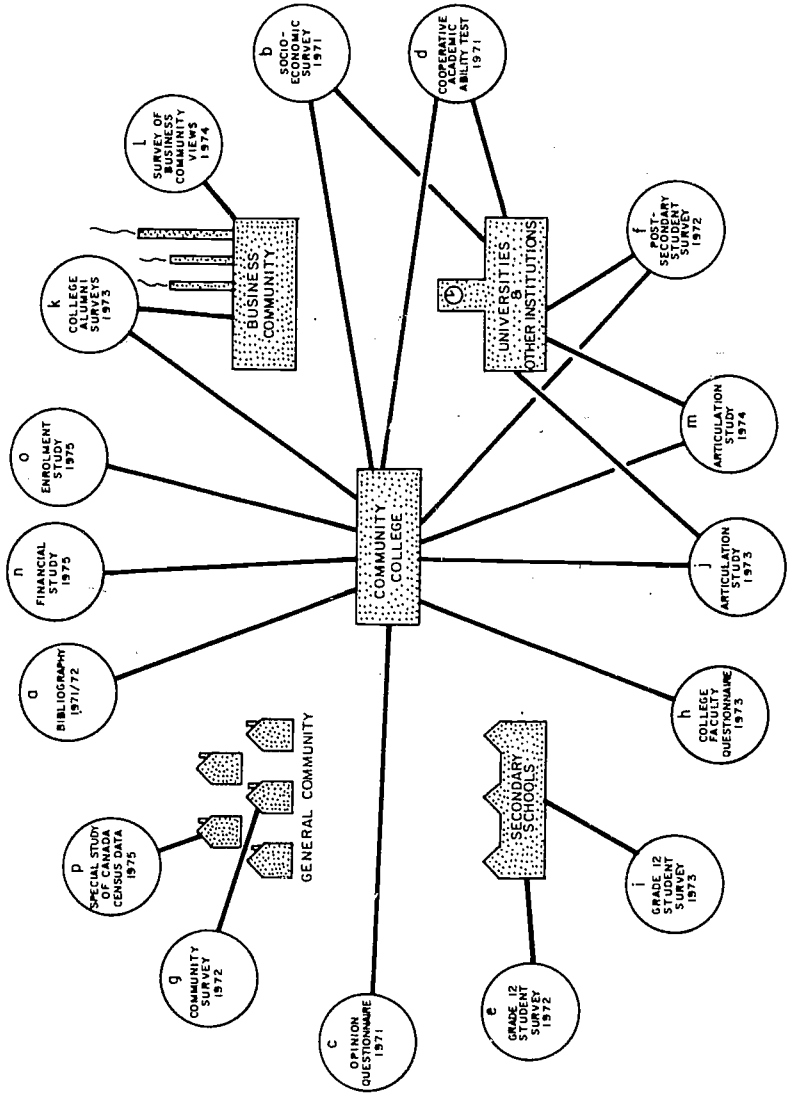 a
BIBLIOGRAPHY
1971/72
n
FINANCIAL
STUDY
1975
o
ENROLMENT
STUDY
1975
k
COLLEGE
ALUMNI
SURVEYS
1973
l
SURVEY OF
BUSINESS
COMMUNITY
VIEWS
1974
b
SOCIO-
ECONOMIC
SURVEY
1971
d
COOPERATIVE
ACADEMIC
ABILITY TEST
1971
f
POST-
SECONDARY
STUDENT
SURVEY
1972
m
ARTICULATION
STUDY
1974
j
ARTICULATION
STUDY
1973
h
COLLEGE
FACULTY
QUESTIONNAIRE
1973
i
GRADE 12
STUDENT
SURVEY
1973
e
GRADE 12
STUDENT
SURVEY
1972
c
OPINION
QUESTIONNAIRE
1971
g
COMMUNITY
SURVEY
1972
p
SPECIAL STUDY
OF CANADA
CENSUS DATA
1975
GENERAL COMMUNITY
BUSINESS
COMMUNITY
COMMUNITY
COLLEGE
SECONDARY
SCHOOLS
UNIVERSITIES
&
OTHER INSTITUTIONS